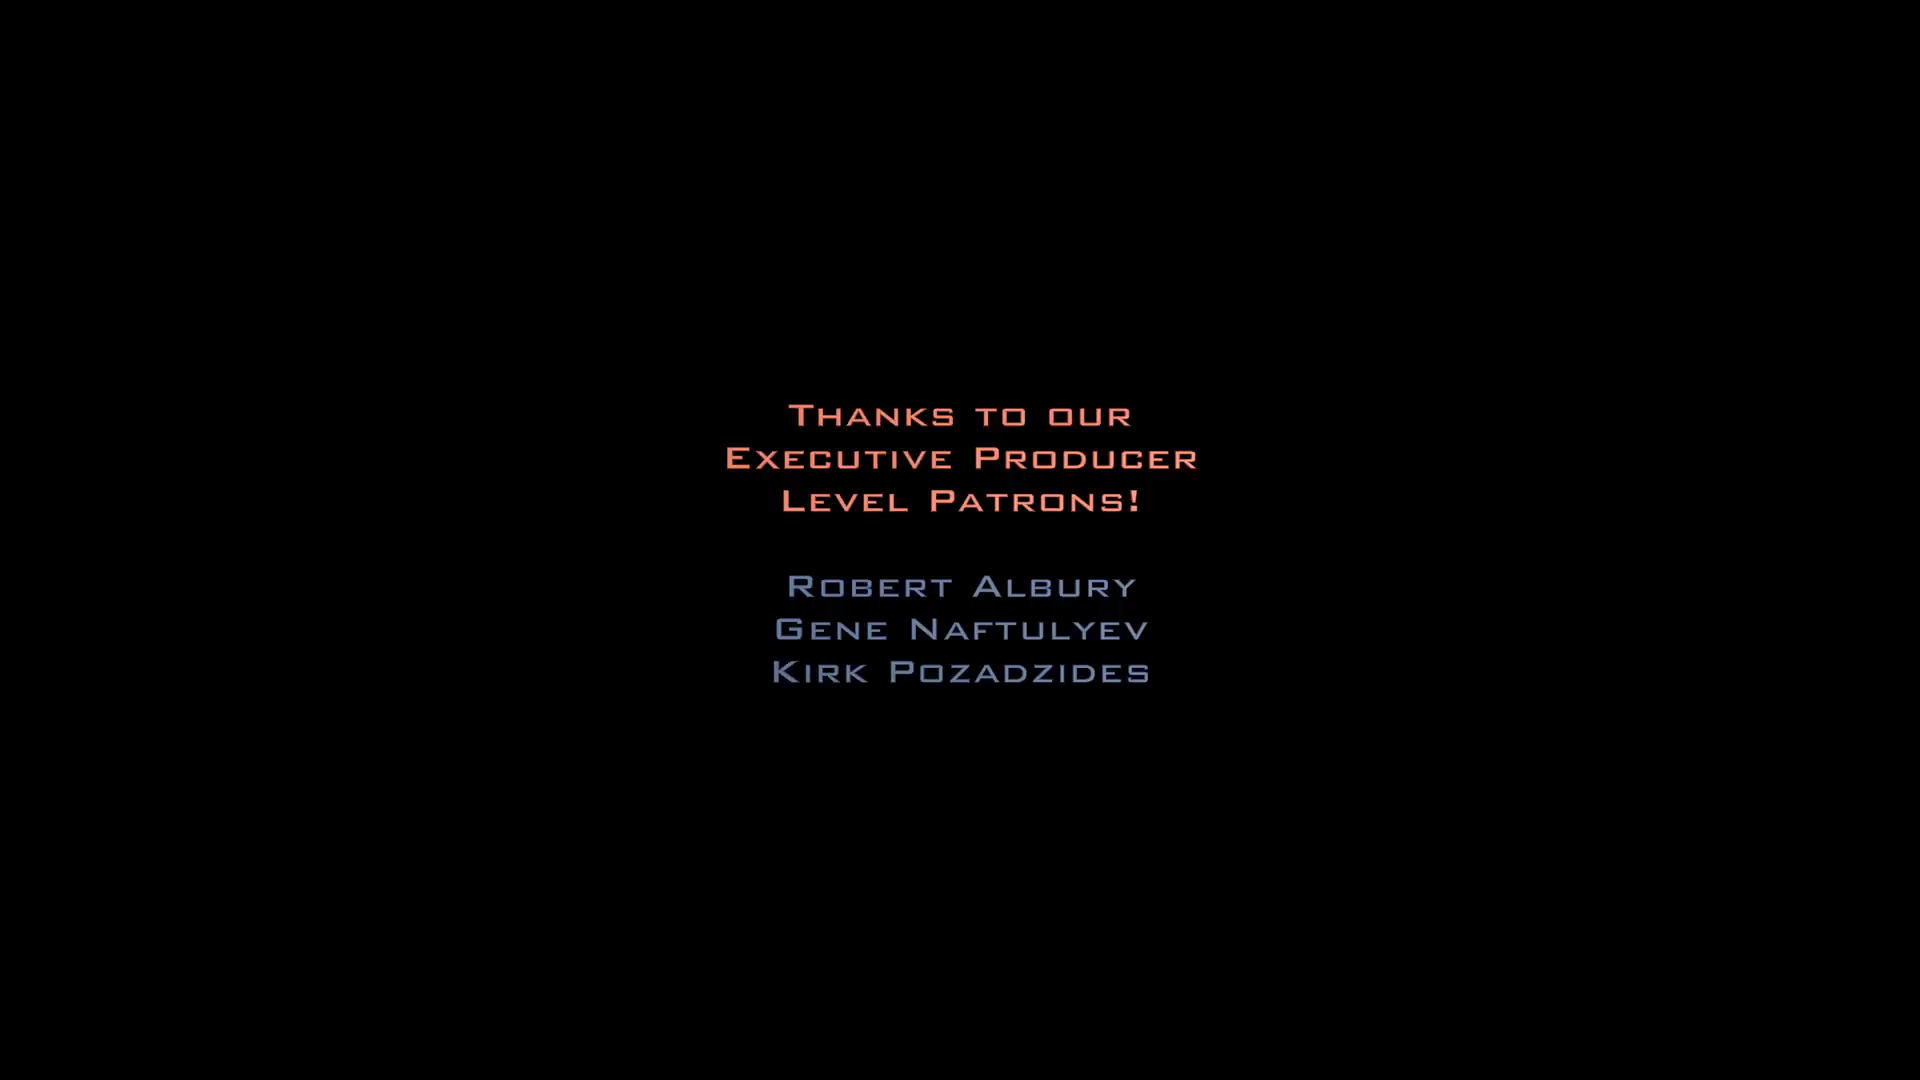 Thanks to our
Executive Producer
Level Patrons!
Robert Albury
Gene Naftulyev
Kirk Pozadzides